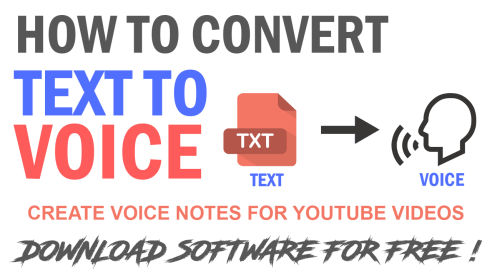 HOW TO CONVERT
TEXT TO
VOICE
TXT
TEXT
VOICE
CREATE VOICE NOTES FOR YOUTUBE VIDEOS
DOWNLOAD SOFTWARE FOR FREE !